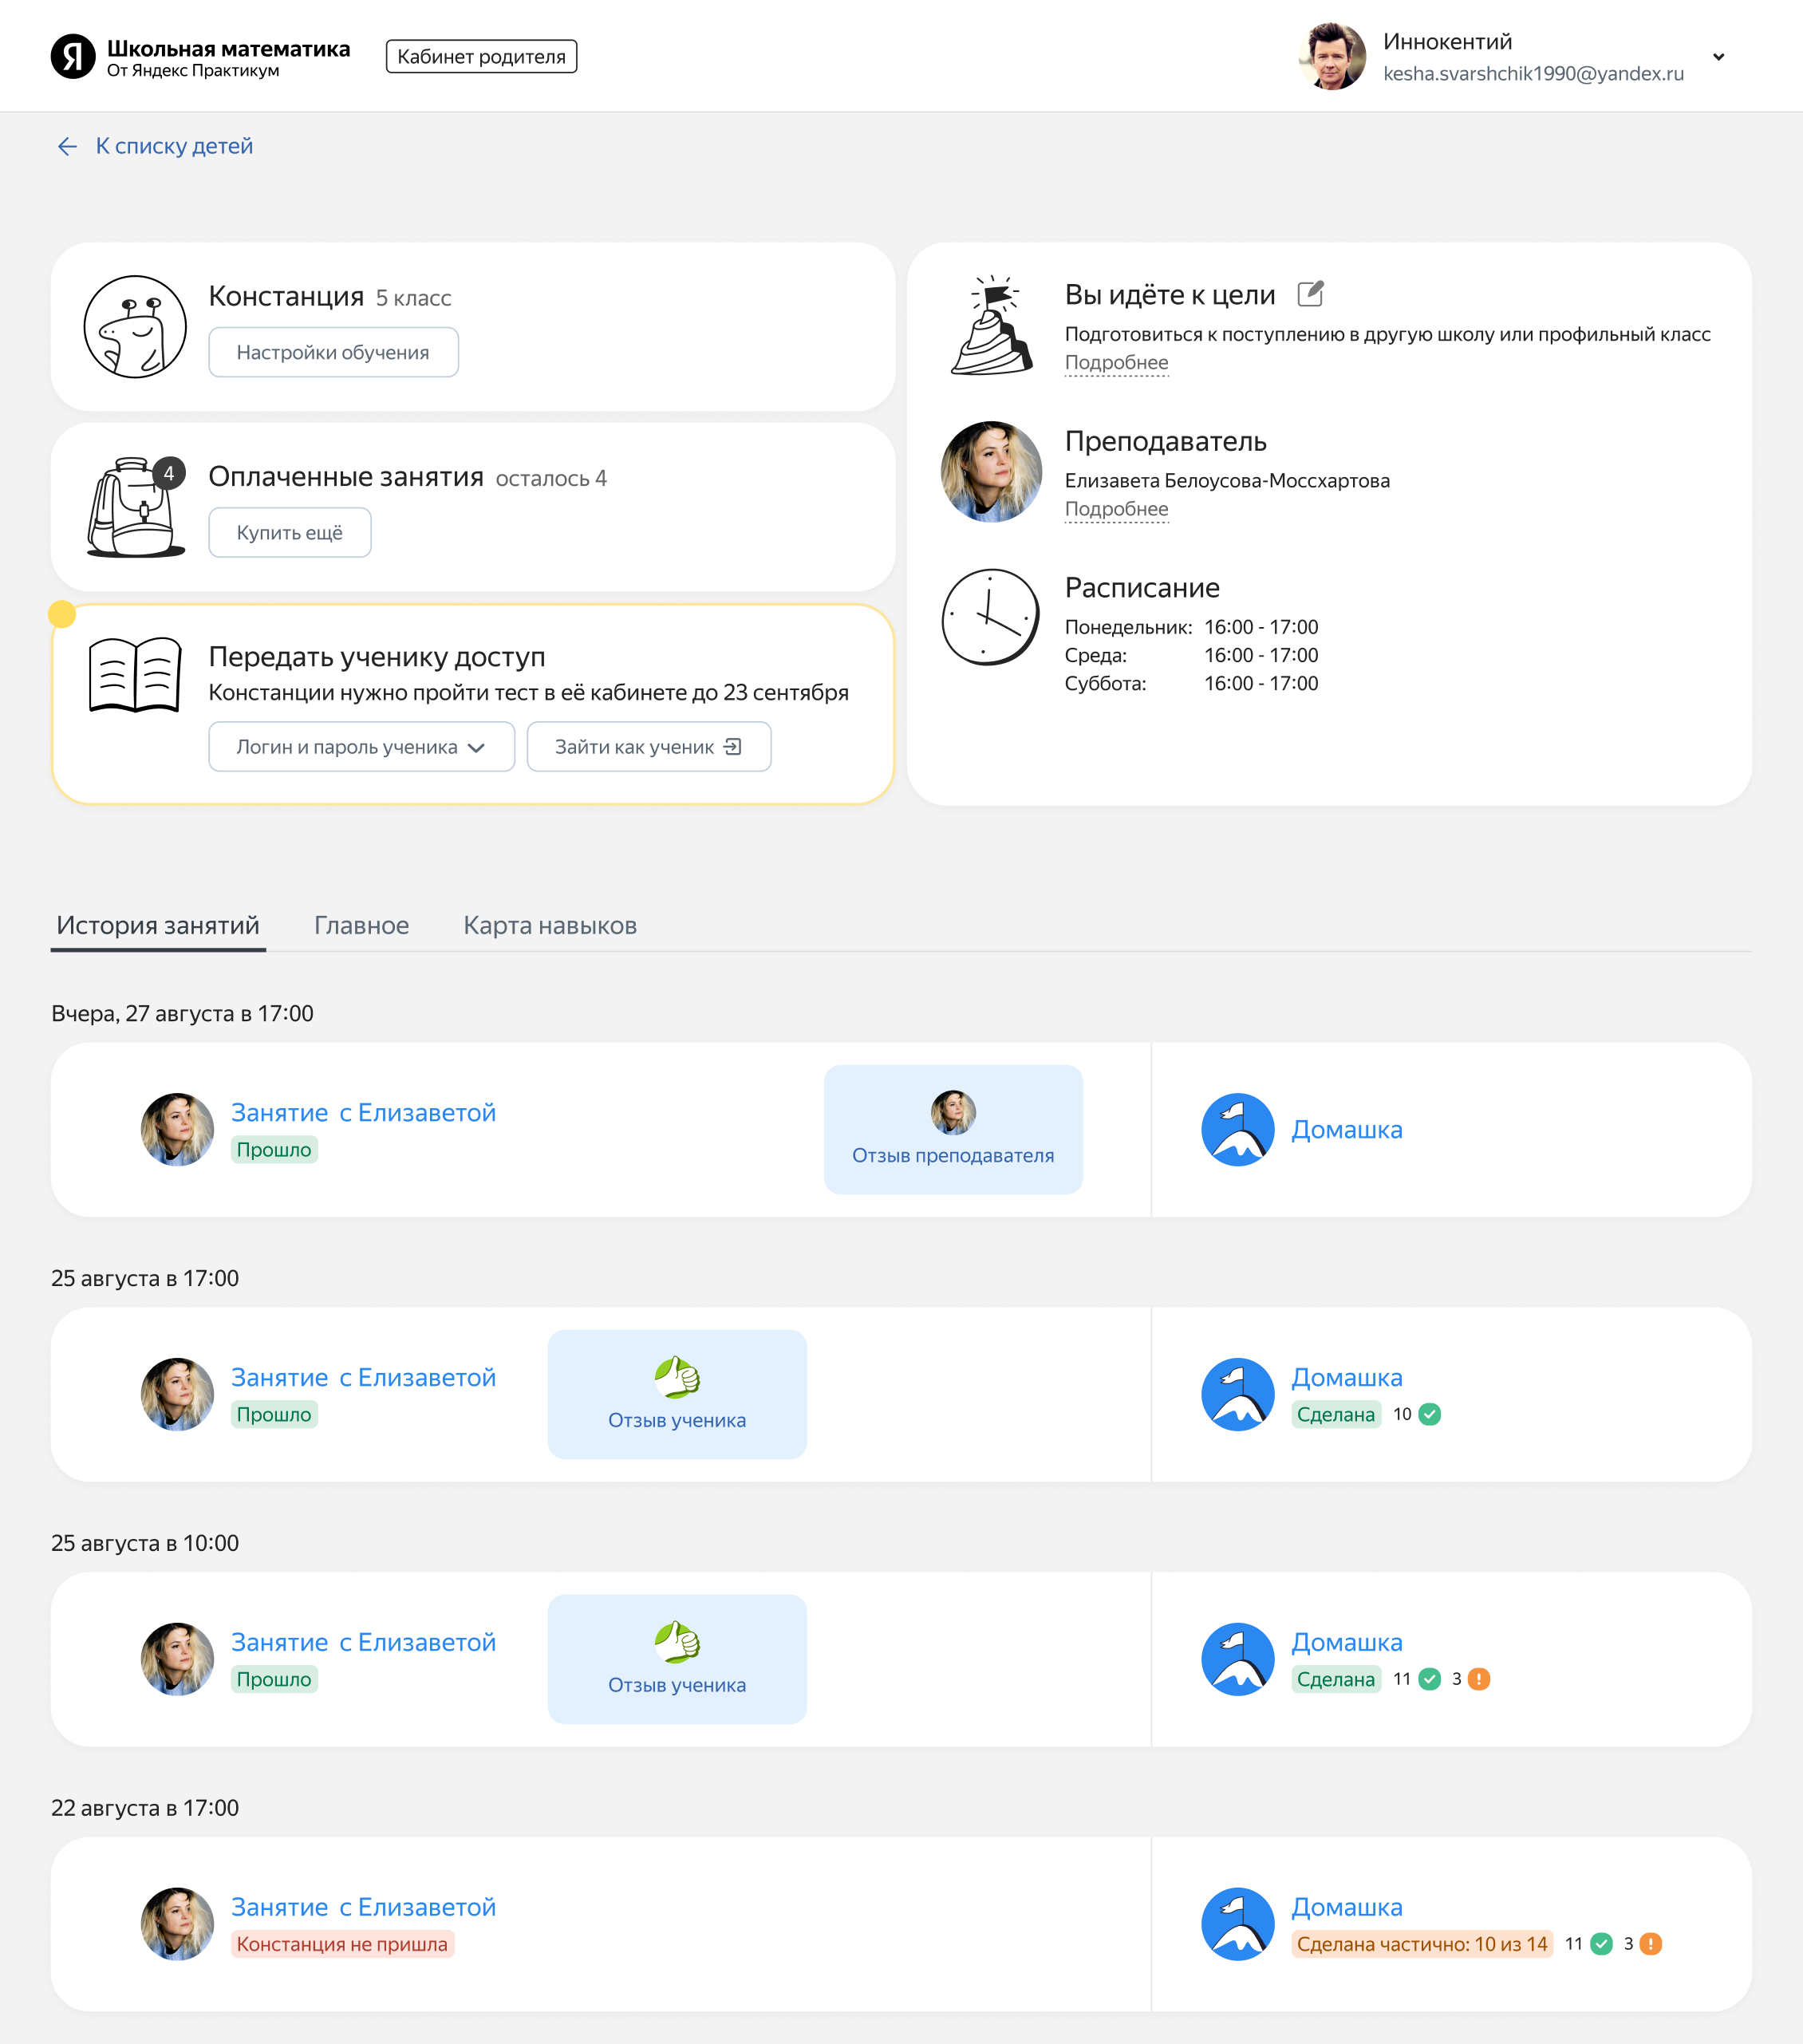 Я Школьная математика
От Яндекс Практикум
Кабинет родителя
Иннокентий
kesha.svarshchik1990@yandex.ru
К списку детей
Констанция 5 класс
Настройки обучения
4
Оплаченные занятия осталось 4
Купить ещё
Передать ученику доступ
Констанции нужно пройти тест в её кабинете до 23 сентября
Логин и пароль ученика
Зайти как ученик
Вы идёте к цели
Подготовиться к поступлению в другую школу или профильный класс
Подробнее
Преподаватель
Елизавета Белоусова-Моссхартова
Подробнее
Расписание
Понедельник: 16:00 - 17:00
Среда: 16:00 - 17:00
Суббота: 16:00 - 17:00
История занятий Главное Карта навыков
Вчера, 27 августа в 17:00
Занятие с Елизаветой
Прошло
Отзыв преподавателя
Домашка
25 августа в 17:00
Занятие с Елизаветой
Прошло
Отзыв ученика
Домашка
Сделана 10
25 августа в 10:00
Занятие с Елизаветой
Прошло
Отзыв ученика
Домашка
Сделана 11 3
22 августа в 17:00
Занятие с Елизаветой
Констанция не пришла
Домашка
Сделана частично: 10 из 14 11 3